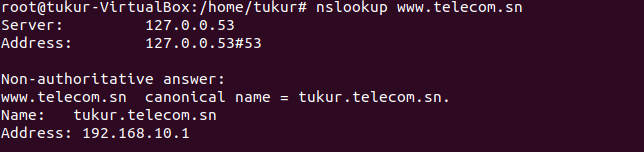 root@tukur-VirtualBox:/home/tukur# nslookup www.telecom.sn
Server:         127.0.0.53
Address:        127.0.0.53#53

Non-authoritative answer:
www.telecom.sn  canonical name = tukur.telecom.sn.
Name:   tukur.telecom.sn
Address: 192.168.10.1